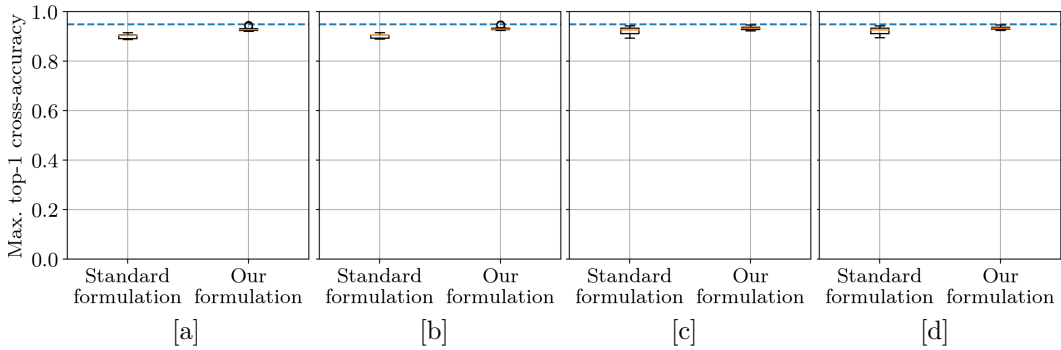 Max. top-1 cross-accuracy
1.0
0.8
0.6
0.4
0.2
0.0
Standard formulation
Our formulation
Standard formulation
Our formulation
Standard formulation
Our formulation
Standard formulation
Our formulation
[a]
[b]
[c]
[d]